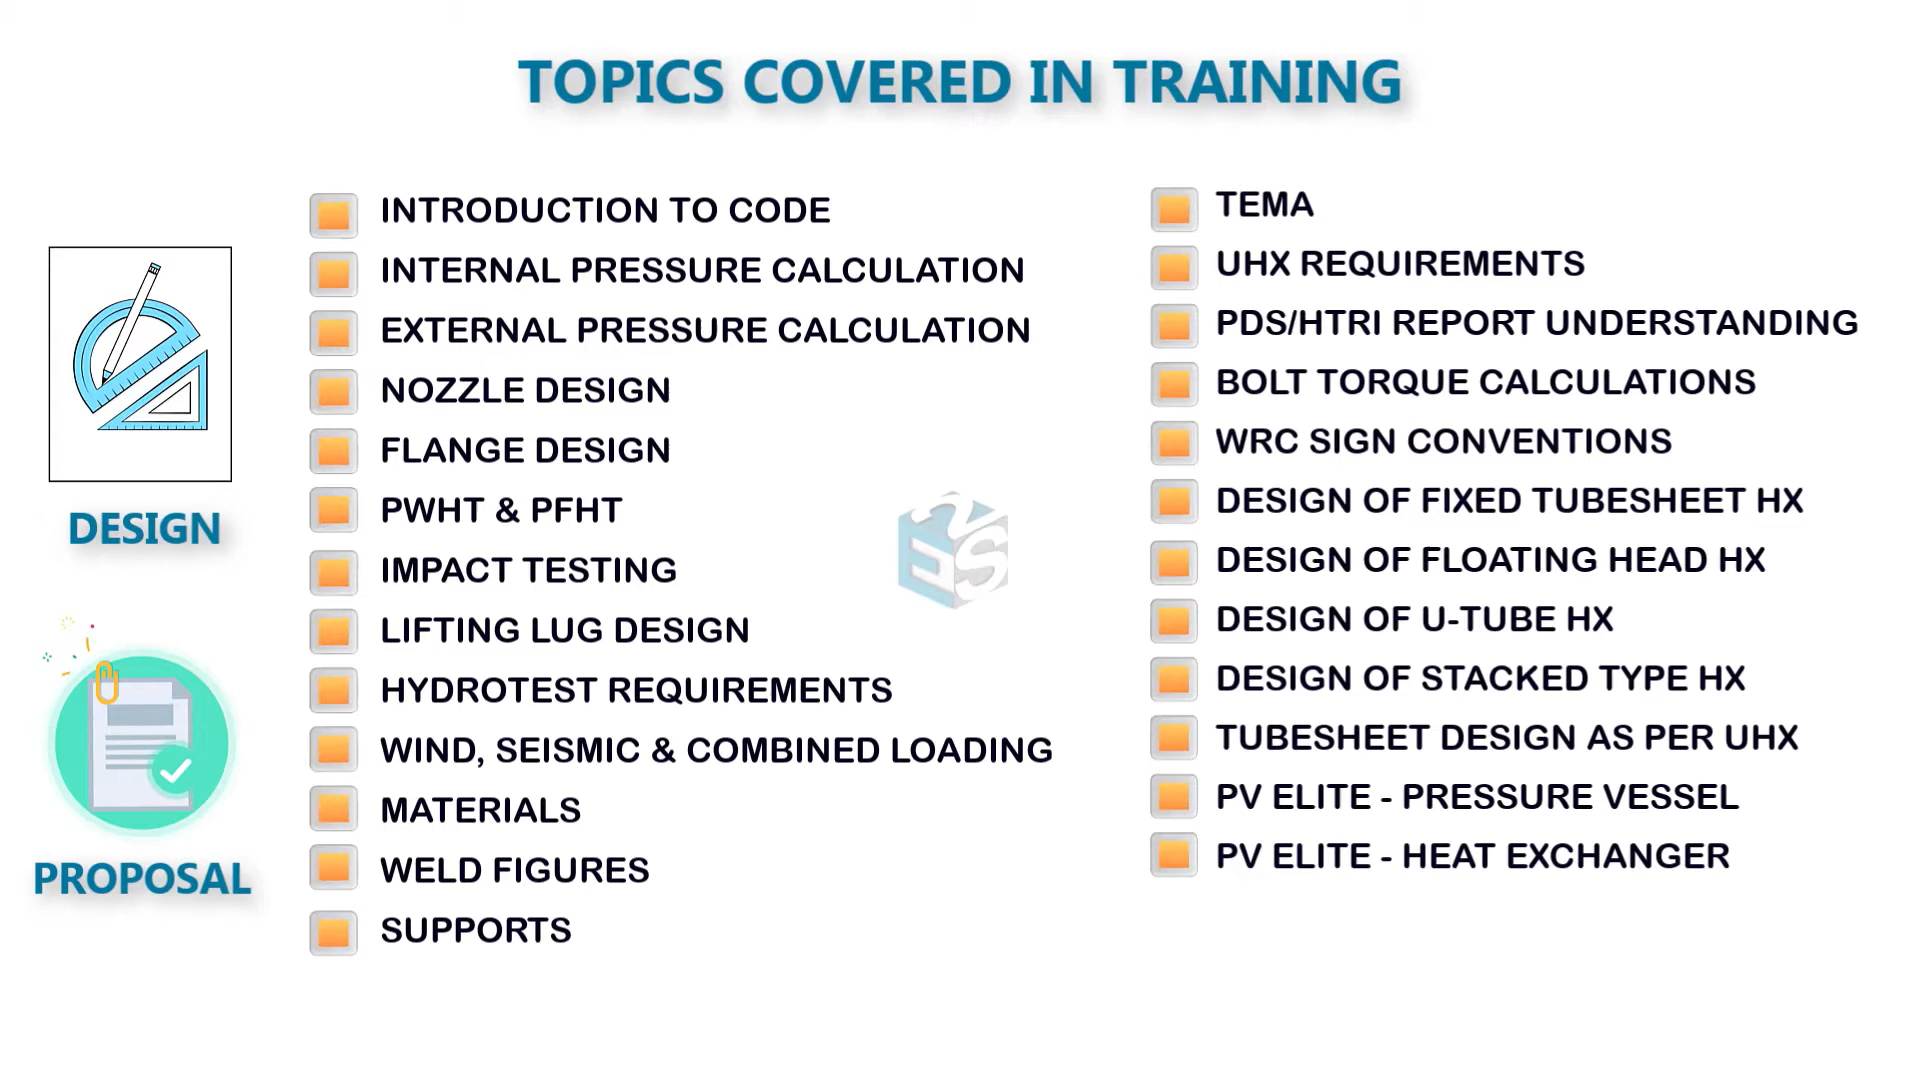 TOPICS COVERED IN TRAINING
INTRODUCTION TO CODE
INTERNAL PRESSURE CALCULATION
EXTERNAL PRESSURE CALCULATION
NOZZLE DESIGN
FLANGE DESIGN
PWHT & PFHT
IMPACT TESTING
LIFTING LUG DESIGN
HYDROTEST REQUIREMENTS
WIND, SEISMIC & COMBINED LOADING
MATERIALS
WELD FIGURES
SUPPORTS
TEMA
UHX REQUIREMENTS
PDS/HTRI REPORT UNDERSTANDING
BOLT TORQUE CALCULATIONS
WRC SIGN CONVENTIONS
DESIGN OF FIXED TUBESHEET HX
DESIGN OF FLOATING HEAD HX
DESIGN OF U-TUBE HX
DESIGN OF STACKED TYPE HX
TUBESHEET DESIGN AS PER UHX
PV ELITE - PRESSURE VESSEL
PV ELITE - HEAT EXCHANGER
DESIGN
PROPOSAL